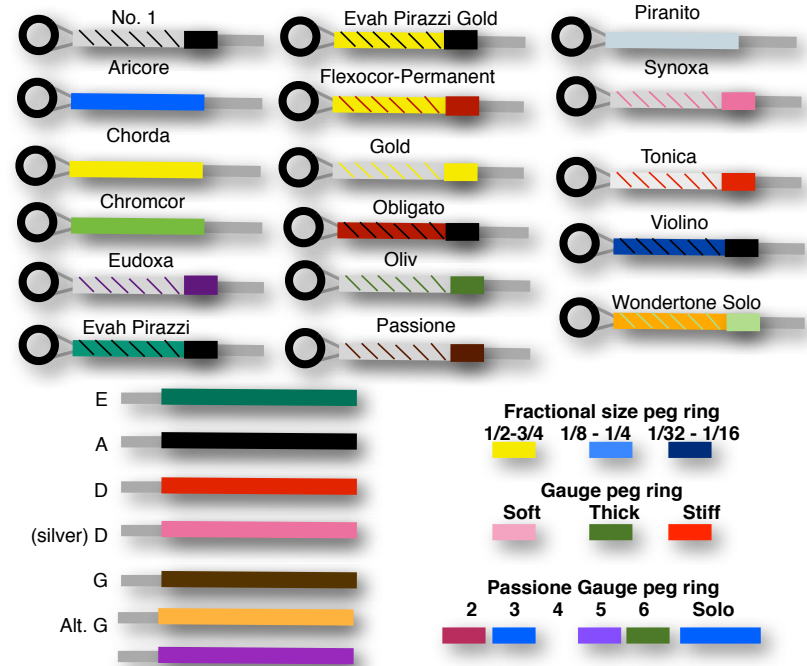 No. 1
Evah Pirazzi Gold
Piranito
Aricore
Flexocor-Permanent
Synoxa
Chorda
Gold
Tonica
Chromcor
Obligato
Violino
Eudoxa
Oliv
Wondertone Solo
Evah Pirazzi
Passione
E
A
D
(silver) D
G
Alt. G
Fractional size peg ring
1/2-3/4 1/8 - 1/4 1/32 - 1/16
Gauge peg ring
Soft Thick Stiff
Passione Gauge peg ring
2 3 4 5 6 Solo